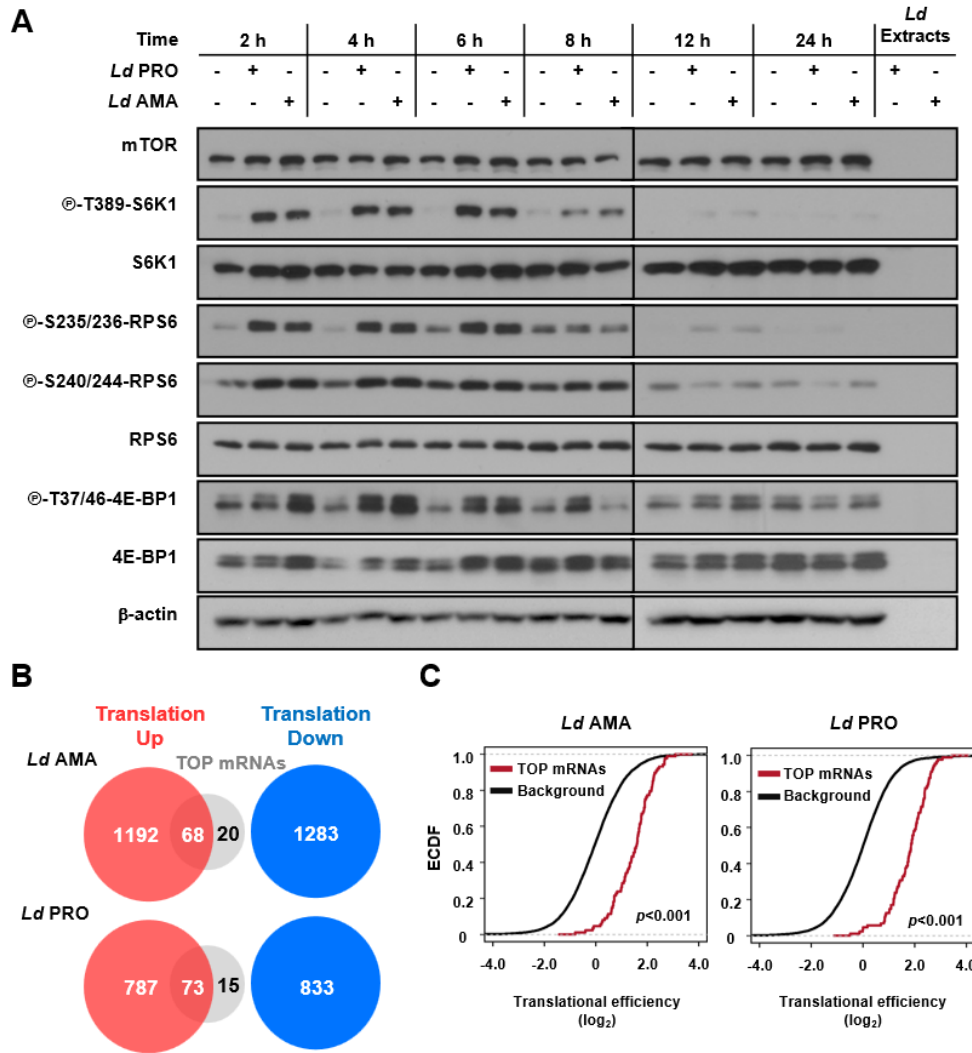 A
Time 2 h 4 h 6 h 8 h 12 h 24 h Ld Extracts
Ld PRO - + - - + - - + - - + - - + - - + - + -
Ld AMA - - + - - + - - + - - + - - + - - + - +
mTOR
Ⓟ-T389-S6K1
S6K1
Ⓟ-S235/236-RPS6
Ⓟ-S240/244-RPS6
RPS6
Ⓟ-T37/46-4E-BP1
4E-BP1
β-actin
B
Translation Up
Translation Down
TOP mRNAs
Ld AMA
1192 68 20 1283
Ld PRO
787 73 15 833
C
Ld AMA
TOP mRNAs
Background
ECDF
1.0
0.8
0.6
0.4
0.2
0
p<0.001
-4.0 -2.0 0 2.0 4.0
Translational efficiency
(log2)
Ld PRO
TOP mRNAs
Background
1.0
0.8
0.6
0.4
0.2
0
p<0.001
-4.0 -2.0 0 2.0 4.0
Translational efficiency
(log2)